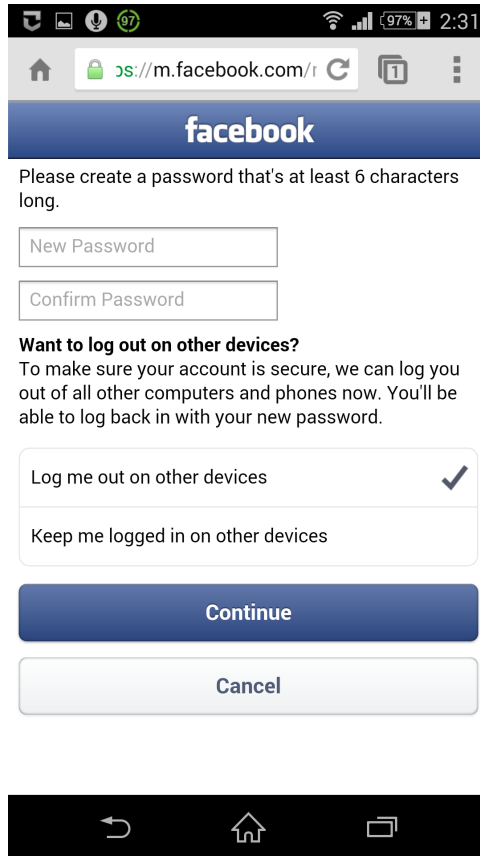 97
97%
2:31
ps://m.facebook.com/r
1
facebook
Please create a password that's at least 6 characters
long.
New Password
Confirm Password
Want to log out on other devices?
To make sure your account is secure, we can log you
out of all other computers and phones now. You'll be
able to log back in with your new password.
Log me out on other devices
Keep me logged in on other devices
Continue
Cancel